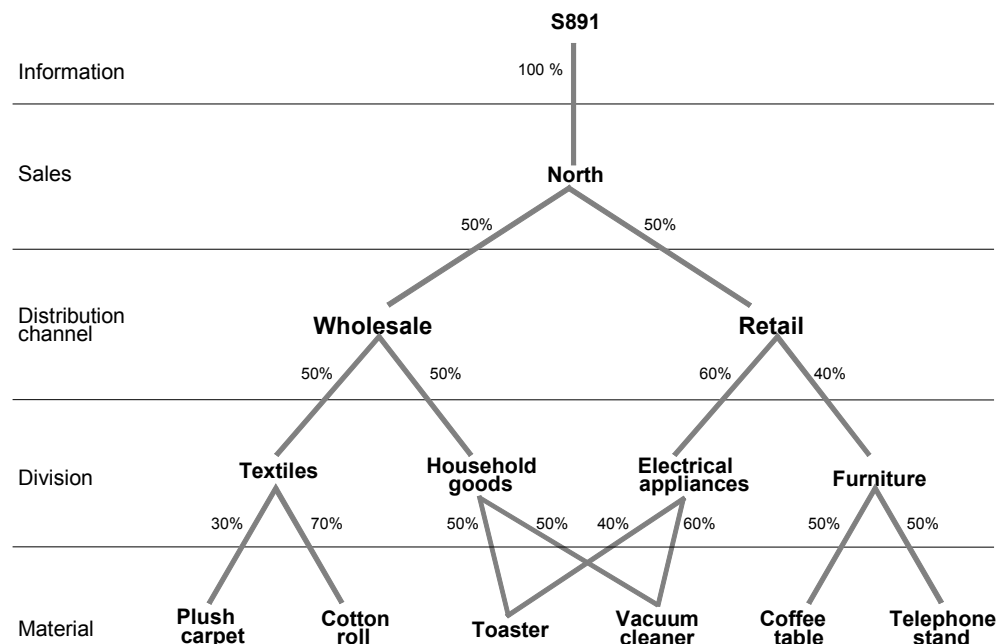 S891
Information
100 %
Sales
North
50%
50%
Distribution
channel
Wholesale
Retail
50%
50%
60%
40%
Division
Textiles
Household
goods
Electrical
appliances
Furniture
30%
70%
50%
50%
40%
60%
50%
50%
Material
Plush
carpet
Cotton
roll
Toaster
Vacuum
cleaner
Coffee
table
Telephone
stand